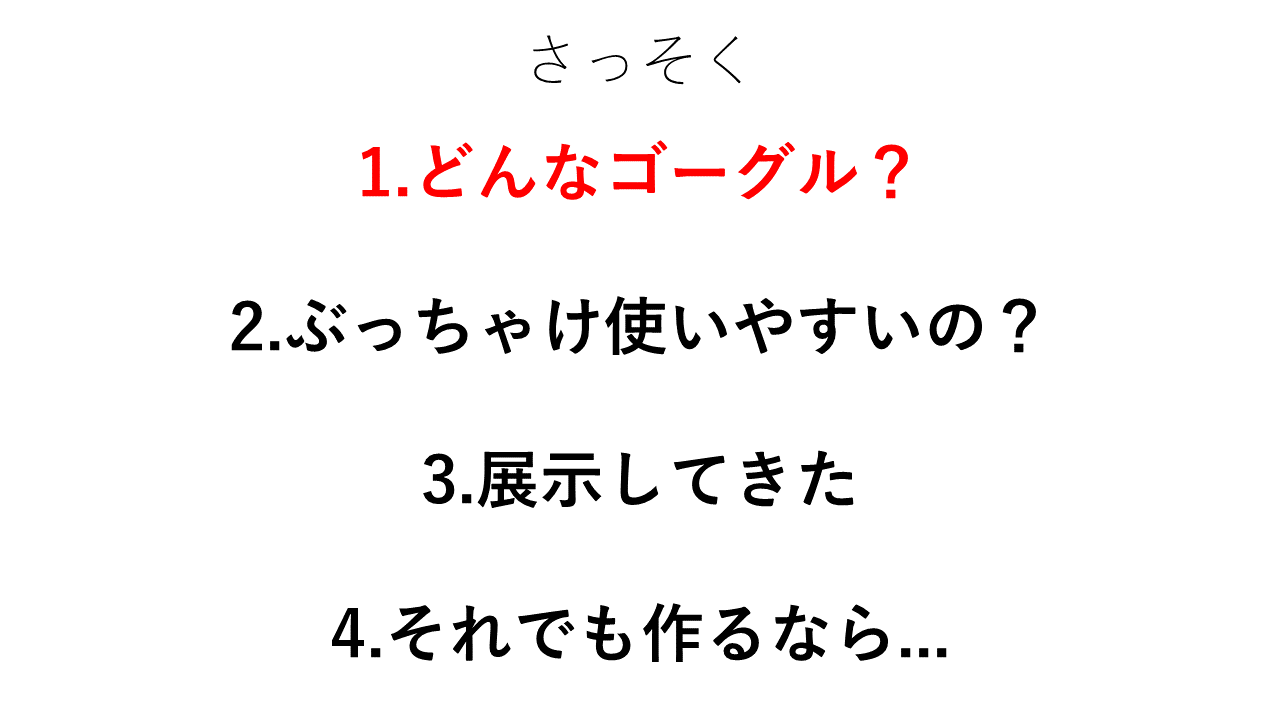 さっそく
1.どんなゴーグル？
2.ぶっちゃけ使いやすいの？
3.展示してきた
4.それでも作るなら...